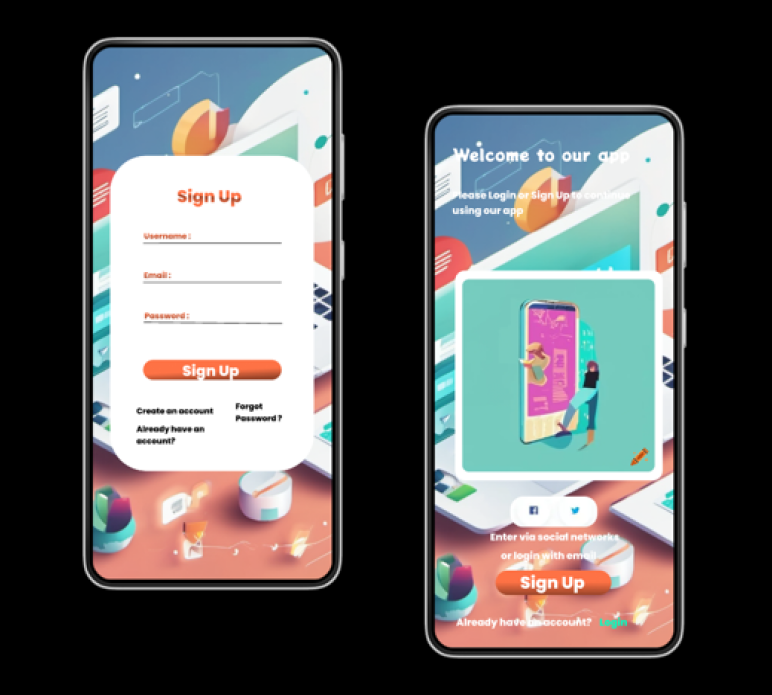 Sign Up
Username :
Email :
Password :
Sign Up
Create an account
Forgot
Password ?
Already have an
account?
Welcome to our app
Please Login or Sign Up to continue
using our app
Enter via social networks
or login with email
Sign Up
Already have an account? Login